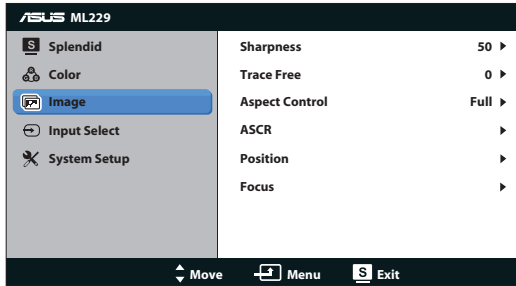 ASUS ML229
S Splendid
Color
Image
Input Select
System Setup
Sharpness 50
Trace Free 0
Aspect Control Full
ASCR
Position
Focus
Move Menu S Exit